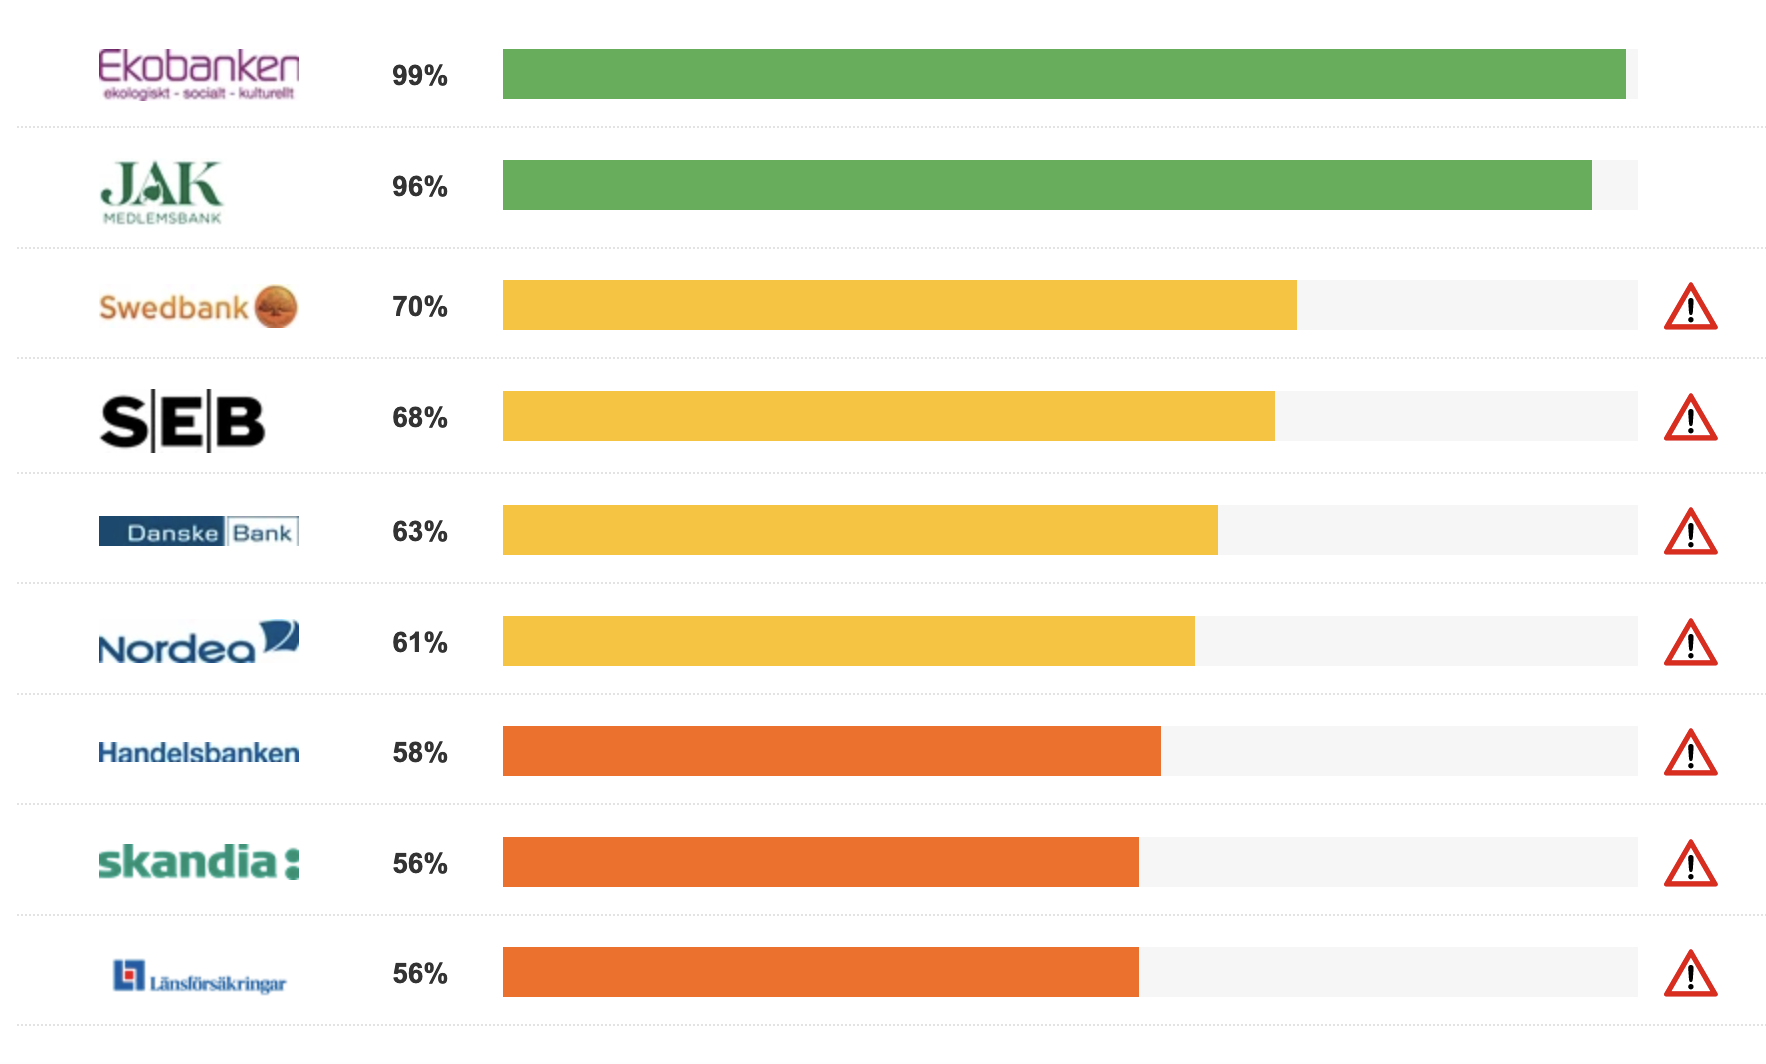 Ekobanken
ekologiskt - socialt - kulturellt
99%
JAK
MEDLEMSBANK
96%
Swedbank
70%
S|E|B
68%
Danske Bank
63%
Nordea
61%
Handelsbanken
58%
skandia:
56%
Länsförsäkringar
56%